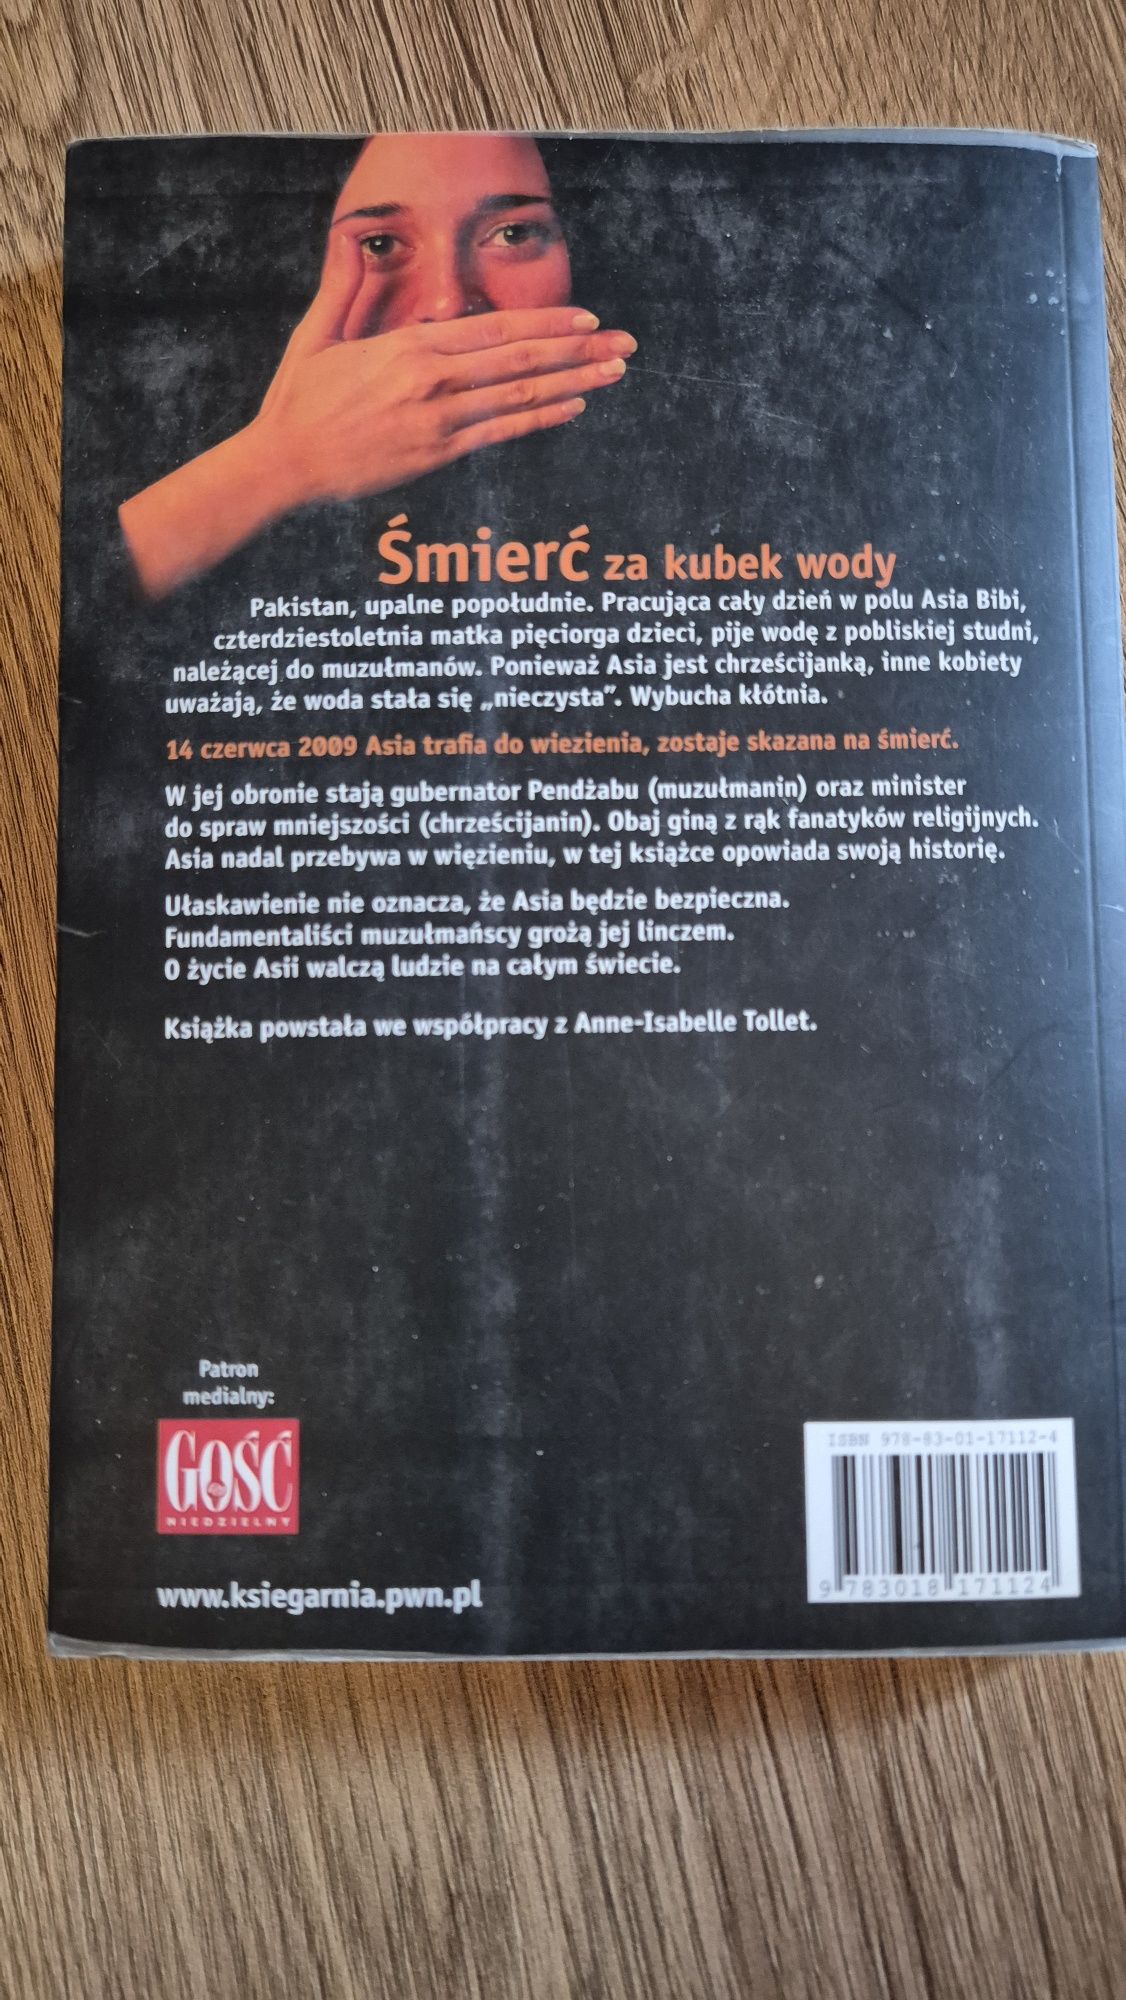 Śmierć za kubek wody
Pakistan, upalne popołudnie. Pracująca cały dzień w polu Asia Bibi,
czterdziestoletnia matka pięciorga dzieci, pije wodę z pobliskiej studni,
należącej do muzułmanów. Ponieważ Asia jest chrześcijanką, inne kobiety
uważają, że woda stała się „nieczysta”. Wybucha kłótnia.
14 czerwca 2009 Asia trafia do wiezienia, zostaje skazana na śmierć.
W jej obronie stają gubernator Pendżabu (muzułmanin) oraz minister
do spraw mniejszości (chrześcijanin). Obaj giną z rąk fanatyków religijnych.
Asia nadal przebywa w więzieniu, w tej książce opowiada swoją historię.
Ułaskawienie nie oznacza, że Asia będzie bezpieczna.
Fundamentaliści muzułmańscy grożą jej linczem.
O życie Asii walczą ludzie na całym świecie.
Książka powstała we współpracy z Anne-Isabelle Tollet.
Patron
medialny:
GOŚĆ
NIEDZIELNY
www.ksiegarnia.pwn.pl
ISBN 978-83-01-17112-4
9 788301 171124